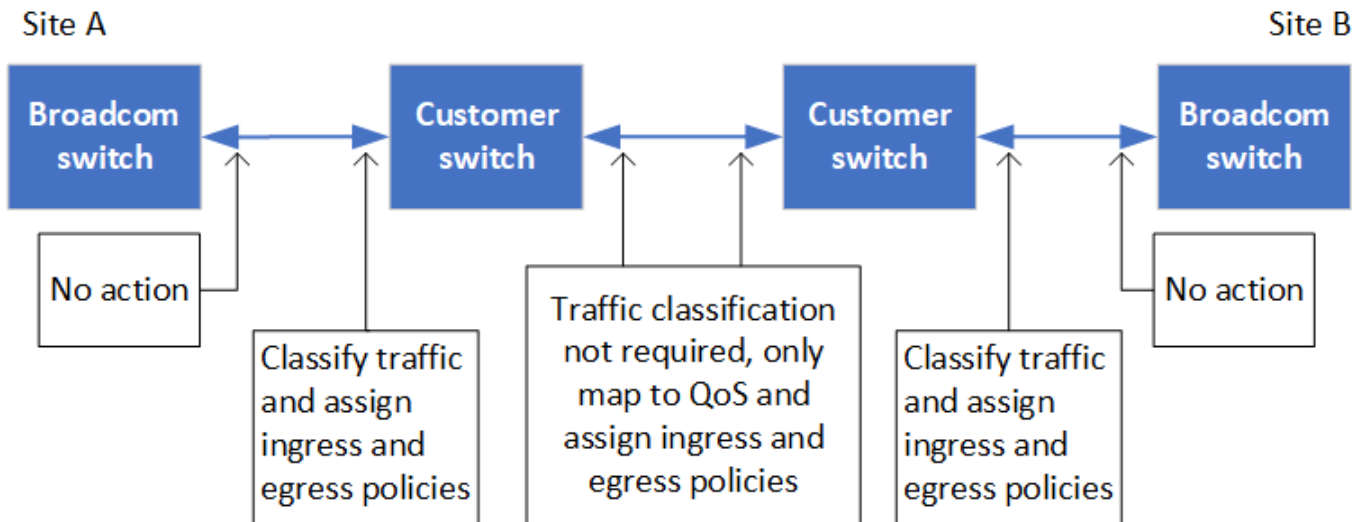 Site A
Site B
Broadcom
switch
Customer
switch
Customer
switch
Broadcom
switch
No action
Classify traffic
and assign
ingress and
egress policies
Traffic classification
not required, only
map to QoS and
assign ingress and
egress policies
Classify traffic
and assign
ingress and
egress policies
No action